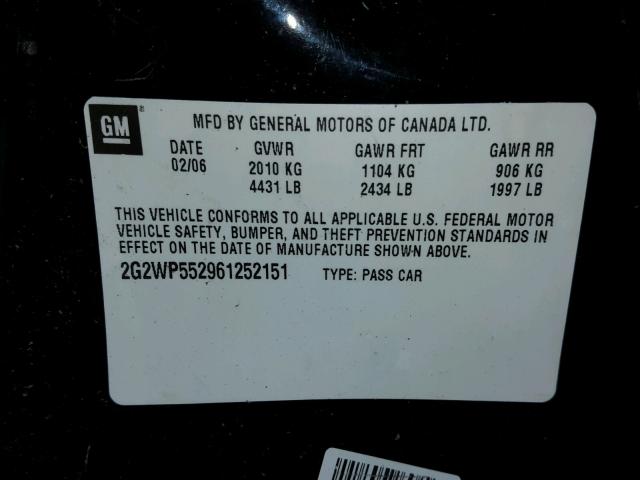 GM ® MFD BY GENERAL MOTORS OF CANADA LTD.
DATE GVWR GAWR FRT GAWR RR
02/06 2010 KG 1104 KG 906 KG
4431 LB 2434 LB 1997 LB
THIS VEHICLE CONFORMS TO ALL APPLICABLE U.S. FEDERAL MOTOR
VEHICLE SAFETY, BUMPER, AND THEFT PREVENTION STANDARDS IN
EFFECT ON THE DATE OF MANUFACTURE SHOWN ABOVE.
2G2WP552961252151 TYPE: PASS CAR